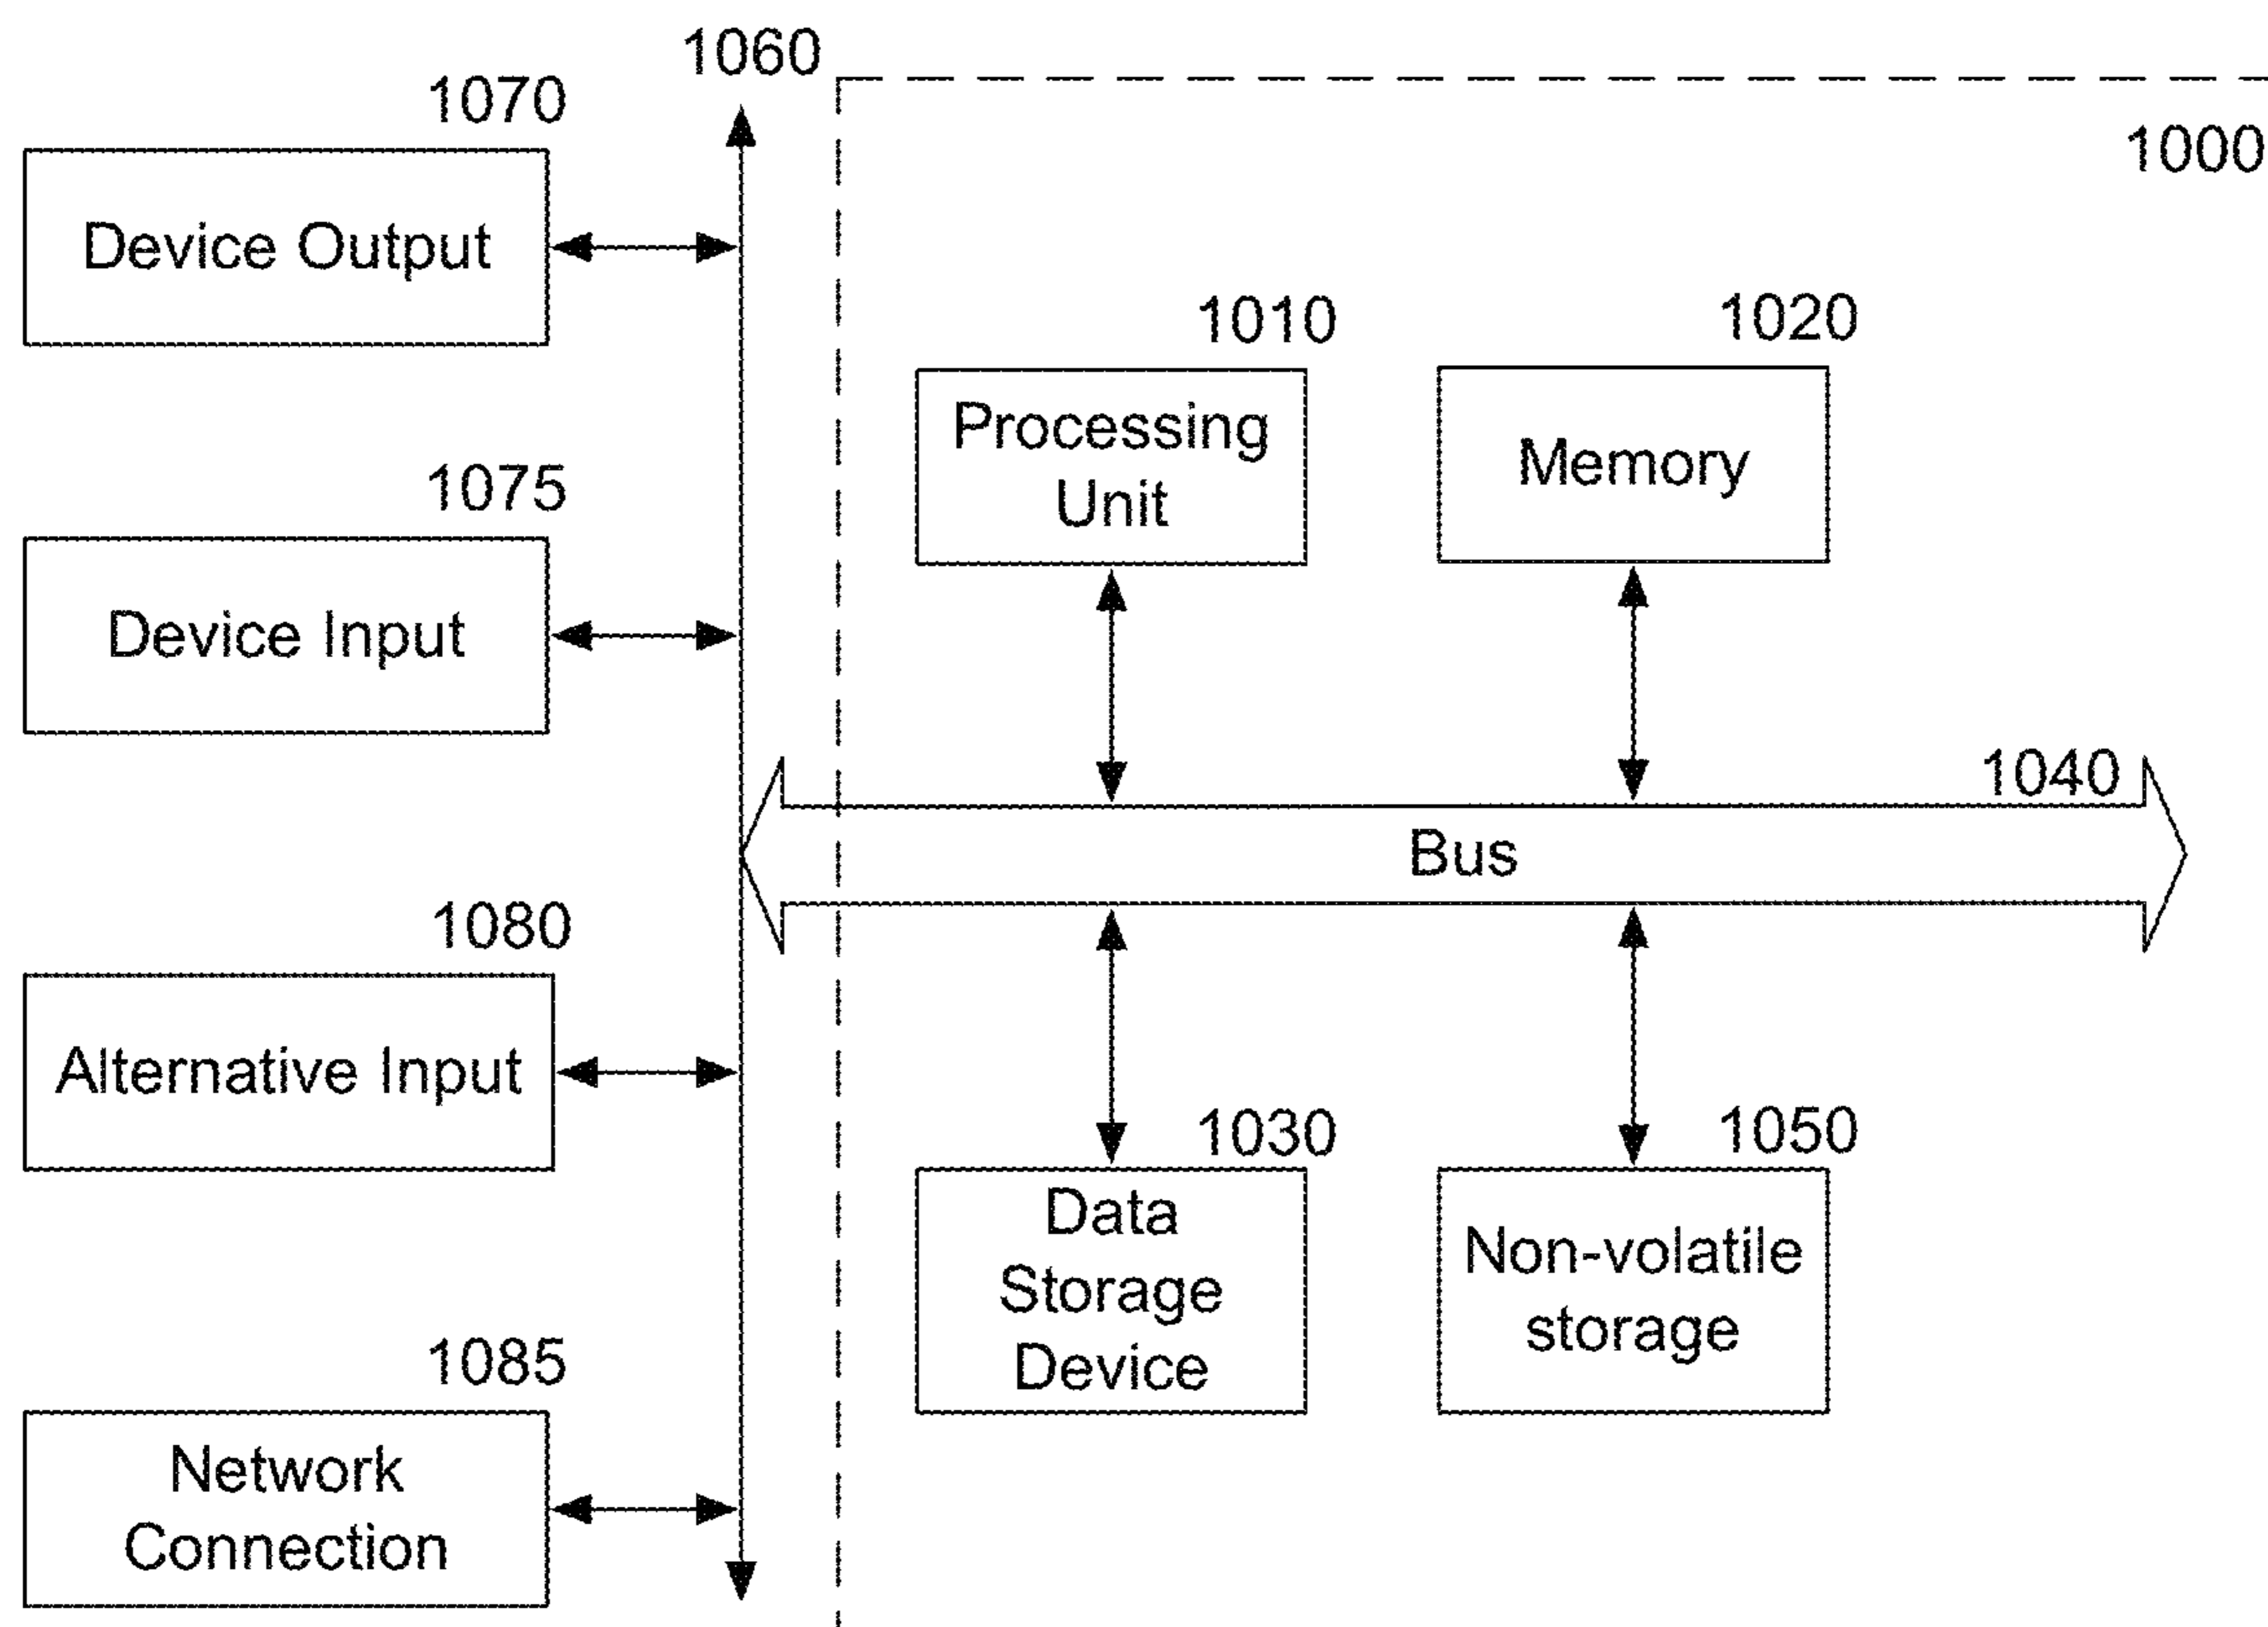 1060
1070
1000
Device Output
1010
1020
Processing
Unit
Memory
1075
Device Input
1040
Bus
1080
Alternative Input
1030
1050
Data
Storage
Device
Non-volatile
storage
1085
Network
Connection